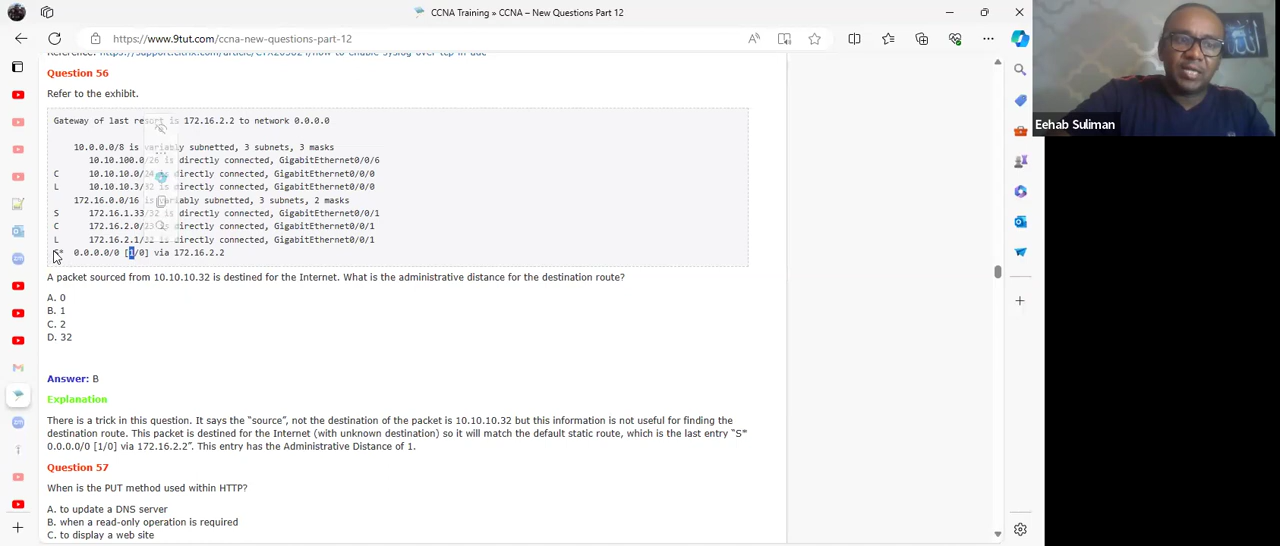 CCNA Training » CCNA – New Questions Part 12
https://www.9tut.com/ccna-new-questions-part-12
Eehab Suliman
Question 56
Refer to the exhibit.
Gateway of last resort is 172.16.2.2 to network 0.0.0.0
10.0.0.0/8 is variably subnetted, 3 subnets, 3 masks
10.10.100.0/26 is directly connected, GigabitEthernet0/0/6
C 10.10.10.0/24 is directly connected, GigabitEthernet0/0/0
L 10.10.10.3/32 is directly connected, GigabitEthernet0/0/0
172.16.0.0/16 is variably subnetted, 3 subnets, 2 masks
S 172.16.1.33/32 is directly connected, GigabitEthernet0/0/1
C 172.16.2.0/23 is directly connected, GigabitEthernet0/0/1
L 172.16.2.1/32 is directly connected, GigabitEthernet0/0/1
S* 0.0.0.0/0 [1/0] via 172.16.2.2
A packet sourced from 10.10.10.32 is destined for the Internet. What is the administrative distance for the destination route?
A. 0
B. 1
C. 2
D. 32
Answer: B
Explanation
There is a trick in this question. It says the “source”, not the destination of the packet is 10.10.10.32 but this information is not useful for finding the
destination route. This packet is destined for the Internet (with unknown destination) so it will match the default static route, which is the last entry “S*
0.0.0.0/0 [1/0] via 172.16.2.2”. This entry has the Administrative Distance of 1.
Question 57
When is the PUT method used within HTTP?
A. to update a DNS server
B. when a read-only operation is required
C. to display a web site